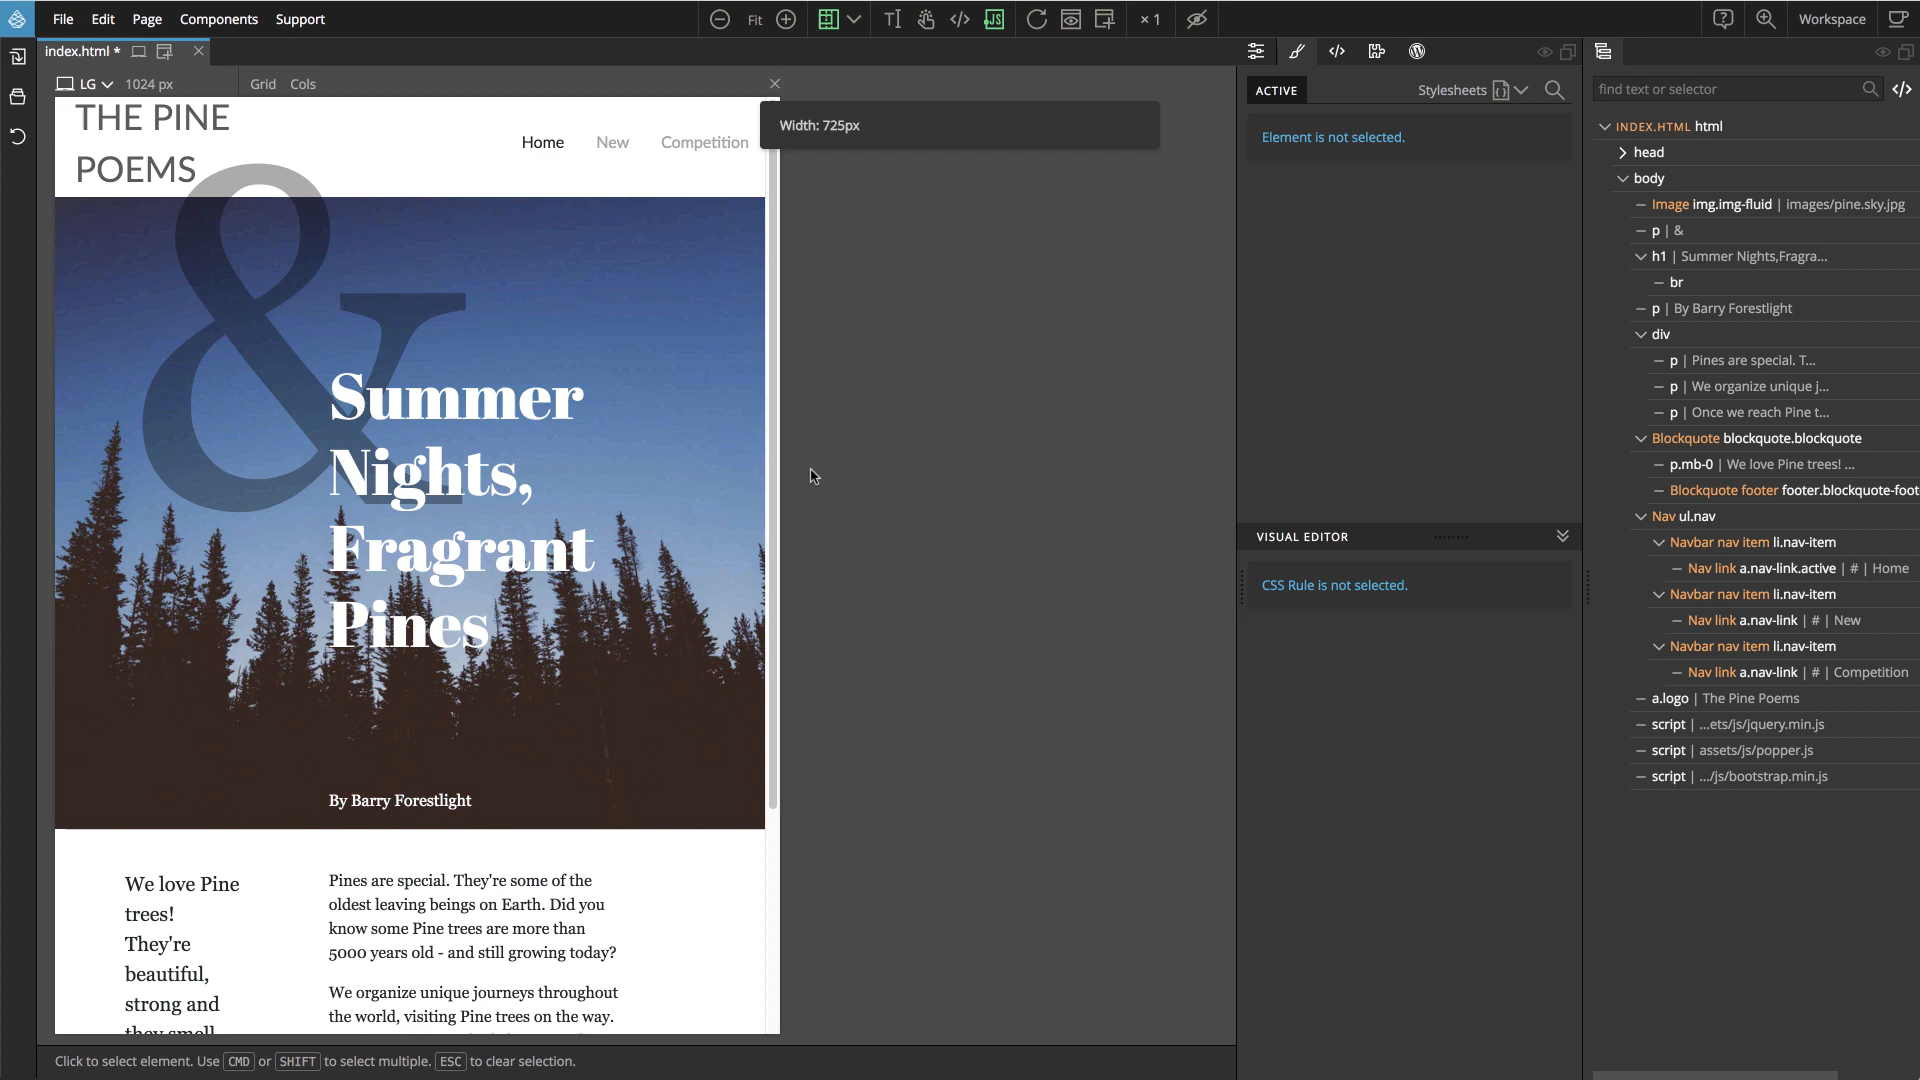 File Edit Page Components Support Fit JS × 1 Workspace
index.html *
LG 1024 px Grid Cols
THE PINE
POEMS
Home New Competition
Width: 725px
&
Summer
Nights,
Fragrant
Pines
By Barry Forestlight
We love Pine
trees!
They're
beautiful,
strong and
they smell
Pines are special. They're some of the
oldest leaving beings on Earth. Did you
know some Pine trees are more than
5000 years old - and still growing today?
We organize unique journeys throughout
the world, visiting Pine trees on the way.
Click to select element. Use CMD or SHIFT to select multiple. ESC to clear selection.
ACTIVE Stylesheets
Element is not selected.
VISUAL EDITOR
CSS Rule is not selected.
find text or selector
INDEX.HTML html
head
body
Image img.img-fluid | images/pine.sky.jpg
p | &
h1 | Summer Nights,Fragra...
br
p | By Barry Forestlight
div
p | Pines are special. T...
p | We organize unique j...
p | Once we reach Pine t...
Blockquote blockquote.blockquote
p.mb-0 | We love Pine trees! ...
Blockquote footer footer.blockquote-foot
Nav ul.nav
Navbar nav item li.nav-item
Nav link a.nav-link.active | # | Home
Navbar nav item li.nav-item
Nav link a.nav-link | # | New
Navbar nav item li.nav-item
Nav link a.nav-link | # | Competition
a.logo | The Pine Poems
script | ...ets/js/jquery.min.js
script | assets/js/popper.js
script | .../js/bootstrap.min.js